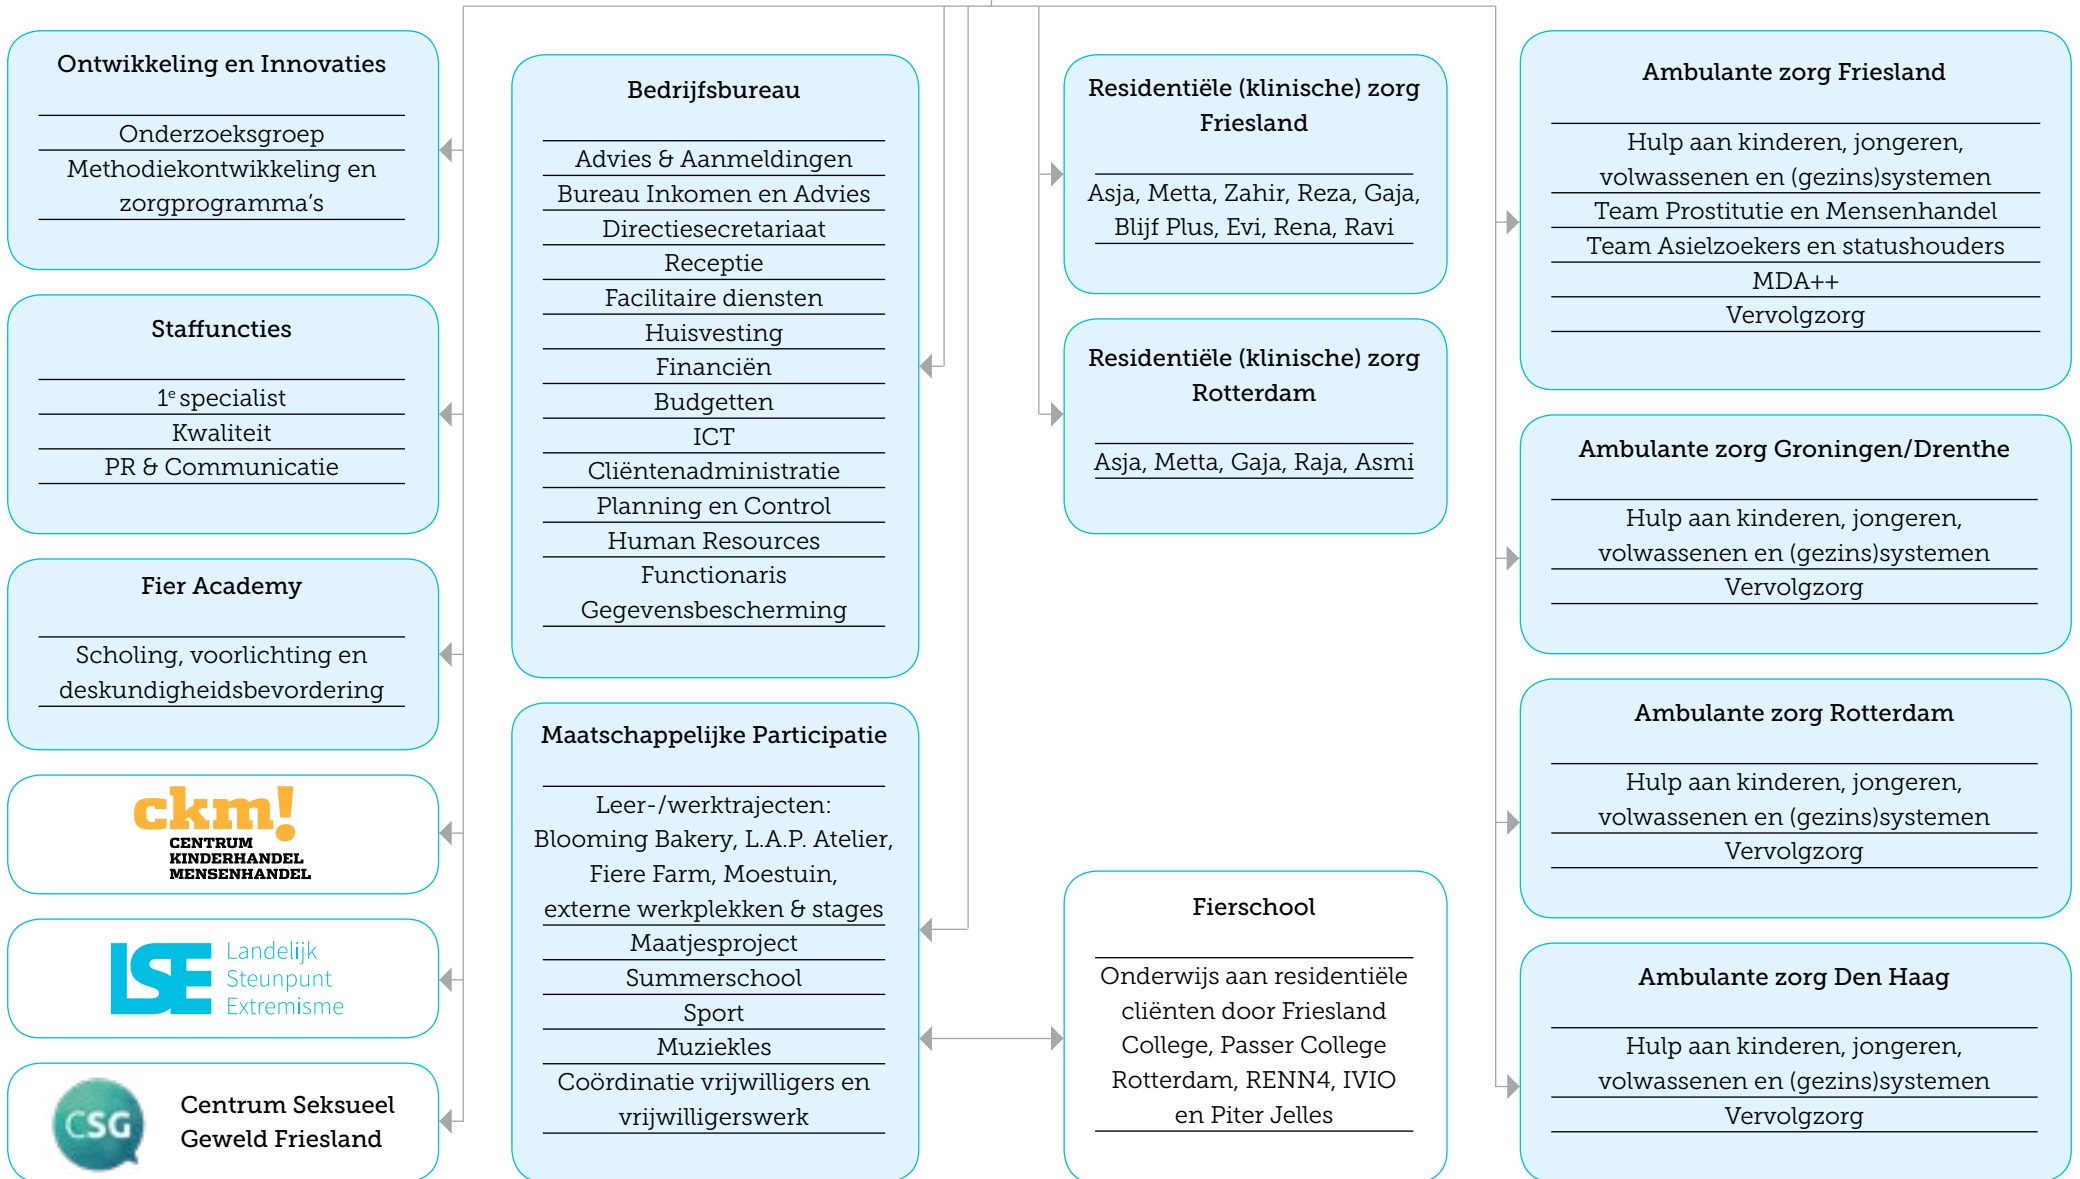 Ontwikkeling en Innovaties
Onderzoeksgroep
Methodiekontwikkeling en
zorgprogramma's
Staffuncties
1e specialist
Kwaliteit
PR & Communicatie
Fier Academy
Scholing, voorlichting en
deskundigheidsbevordering
ckm!
CENTRUM
KINDERHANDEL
MENSENHANDEL
LSE
Landelijk
Steunpunt
Extremisme
CSG
Centrum Seksueel
Geweld Friesland
Bedrijfsbureau
Advies & Aanmeldingen
Bureau Inkomen en Advies
Directiesecretariaat
Receptie
Facilitaire diensten
Huisvesting
Financiën
Budgetten
ICT
Cliëntenadministratie
Planning en Control
Human Resources
Functionaris
Gegevensbescherming
Maatschappelijke Participatie
Leer-/werktrajecten:
Blooming Bakery, L.A.P. Atelier,
Fiere Farm, Moestuin,
externe werkplekken & stages
Maatjesproject
Summerschool
Sport
Muziekles
Coördinatie vrijwilligers en
vrijwilligerswerk
Residentiële (klinische) zorg
Friesland
Asja, Metta, Zahir, Reza, Gaja,
Blijf Plus, Evi, Rena, Ravi
Residentiële (klinische) zorg
Rotterdam
Asja, Metta, Gaja, Raja, Asmi
Fierschool
Onderwijs aan residentiële
cliënten door Friesland
College, Passer College
Rotterdam, RENN4, IVIO
en Piter Jelles
Ambulante zorg Friesland
Hulp aan kinderen, jongeren,
volwassenen en (gezins)systemen
Team Prostitutie en Mensenhandel
Team Asielzoekers en statushouders
MDA++
Vervolgzorg
Ambulante zorg Groningen/Drenthe
Hulp aan kinderen, jongeren,
volwassenen en (gezins)systemen
Vervolgzorg
Ambulante zorg Rotterdam
Hulp aan kinderen, jongeren,
volwassenen en (gezins)systemen
Vervolgzorg
Ambulante zorg Den Haag
Hulp aan kinderen, jongeren,
volwassenen en (gezins)systemen
Vervolgzorg